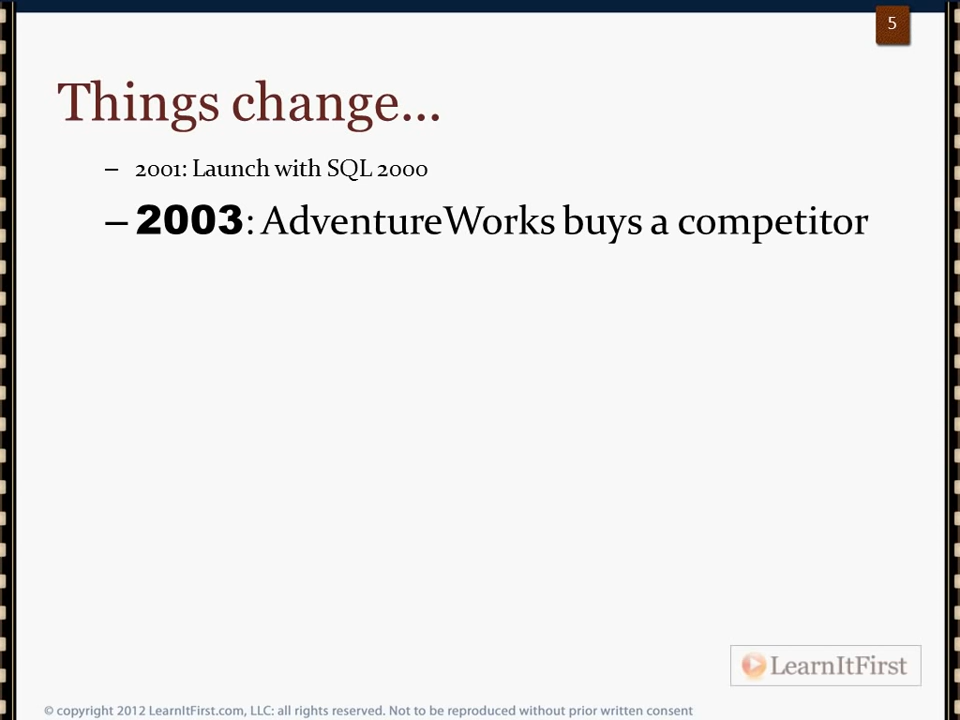 5
Things change...
– 2001: Launch with SQL 2000
– 2003: AdventureWorks buys a competitor
LearnItFirst
© copyright 2012 LearnItFirst.com, LLC: all rights reserved. Not to be reproduced without prior written consent